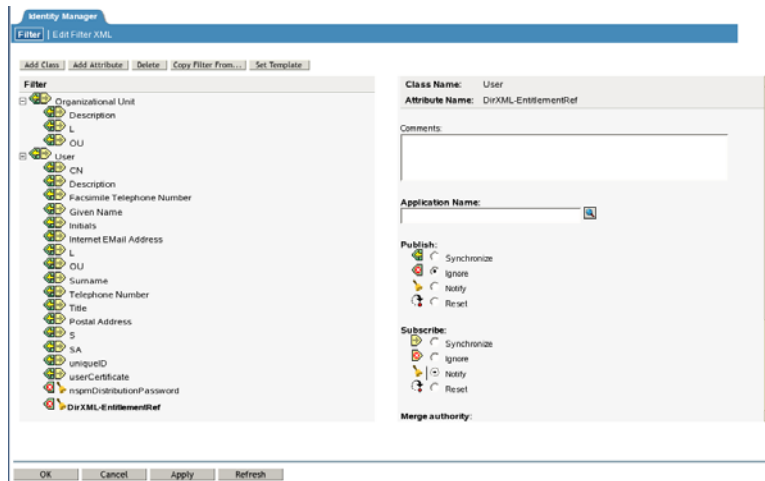 Identity Manager
Filter | Edit Filter XML
Add Class Add Attribute Delete Copy Filter From... Set Template
Filter
Organizational Unit
Description
L
OU
User
CN
Description
Facsimile Telephone Number
Given Name
Initials
Internet EMail Address
L
OU
Surname
Telephone Number
Title
Postal Address
S
SA
uniqueID
userCertificate
nspmDistributionPassword
DirXML-EntitlementRef
Class Name: User
Attribute Name: DirXML-EntitlementRef
Comments:
Application Name:
Publish:
Synchronize
Ignore
Notify
Reset
Subscribe:
Synchronize
Ignore
Notify
Reset
Merge authority:
OK Cancel Apply Refresh